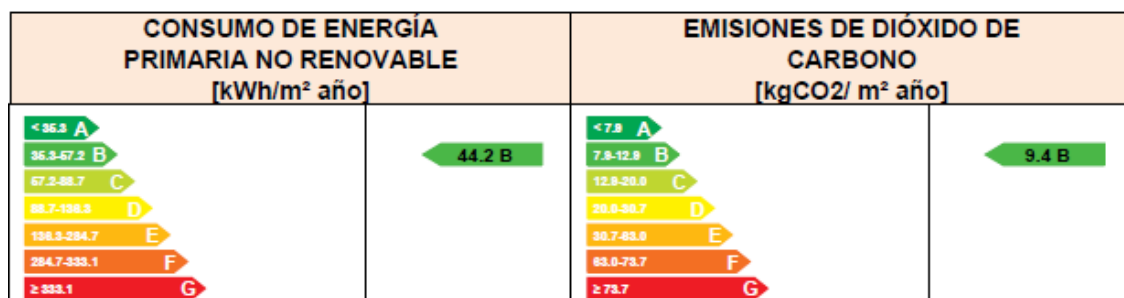 CONSUMO DE ENERGÍA
PRIMARIA NO RENOVABLE
[kWh/m² año]
EMISIONES DE DIÓXIDO DE
CARBONO
[kgCO2/ m² año]
< 35.3 A
35.3-57.2 B
57.2-88.7 C
88.7-136.3 D
136.3-284.7 E
284.7-333.1 F
≥ 333.1 G
44.2 B
< 7.9 A
7.9-12.9 B
12.9-20.0 C
20.0-30.7 D
30.7-63.0 E
63.0-73.7 F
≥ 73.7 G
9.4 B